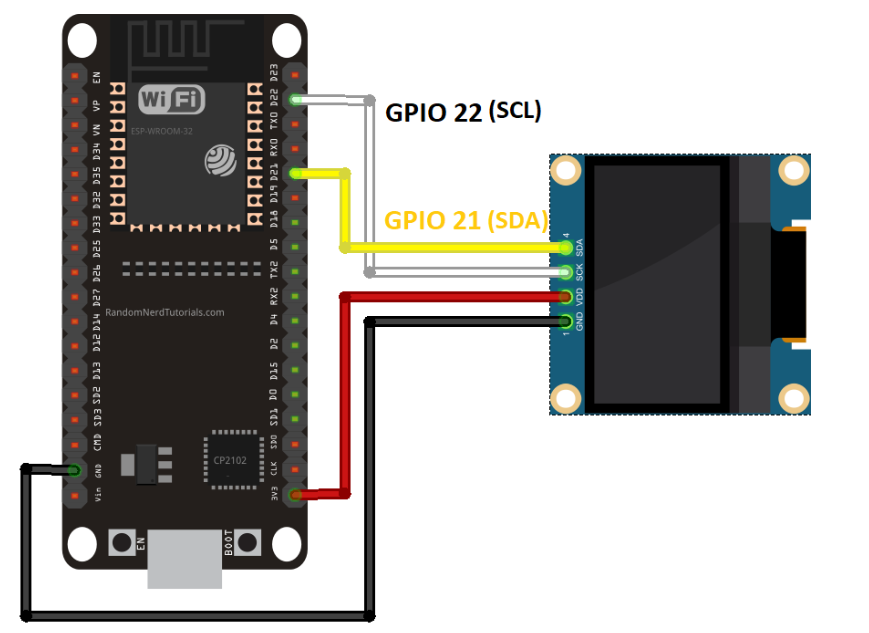 EN
VP
VN
D34
D35
D32
D33
D25
D26
D27
D14
D12
D13
SD2
SD3
CMD
GND
Vin
WiFi
ESP-WROOM-32
RandomNerdTutorials.com
CP2102
EN
BOOT
D23
D22
TX0
RX0
D21
D19
D18
D5
TX2
RX2
D4
D2
D15
D0
SD1
SD0
CLK
3V3
GPIO 22 (SCL)
GPIO 21 (SDA)
4
SDA
SCK
VDD
GND
1